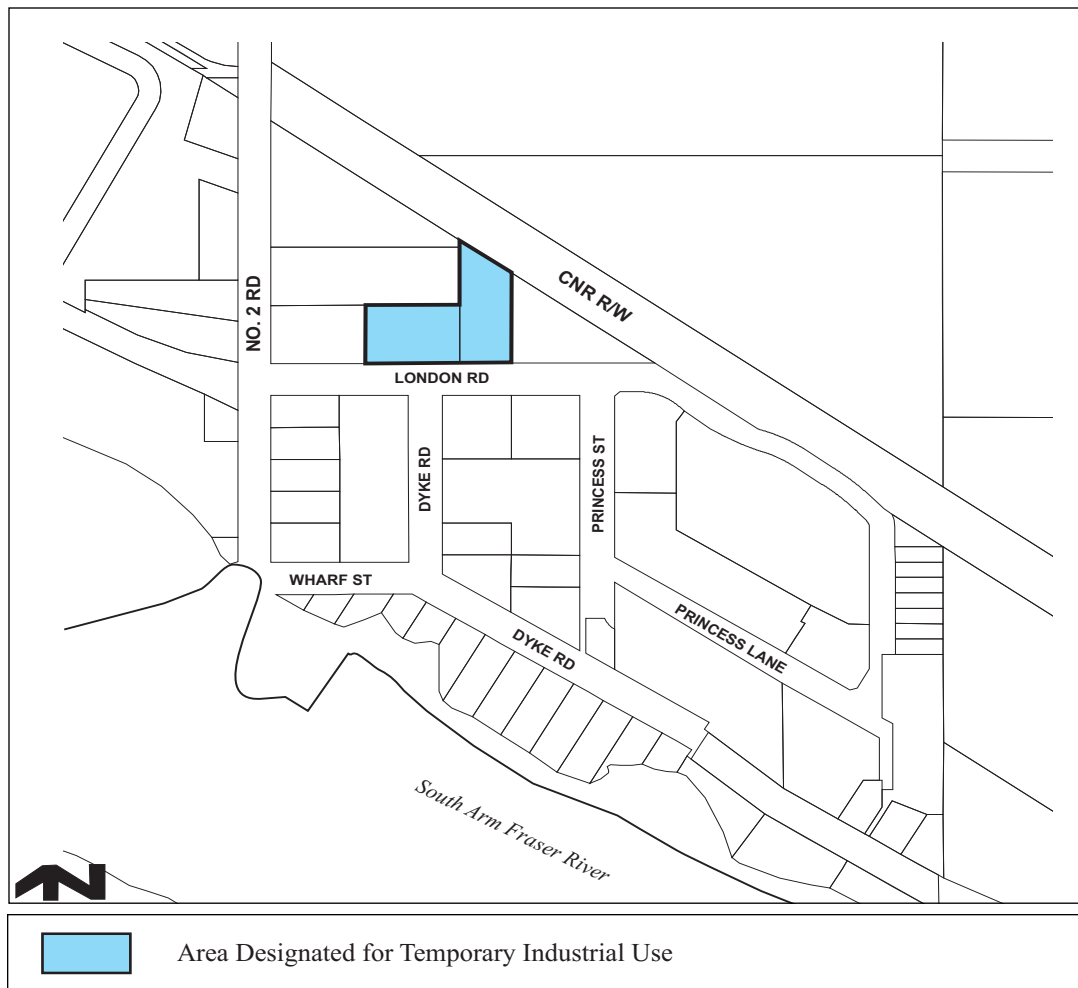 NO. 2 RD
CNR R/W
LONDON RD
DYKE RD
PRINCESS ST
WHARF ST
DYKE RD
PRINCESS LANE
South Arm Fraser River
N
Area Designated for Temporary Industrial Use